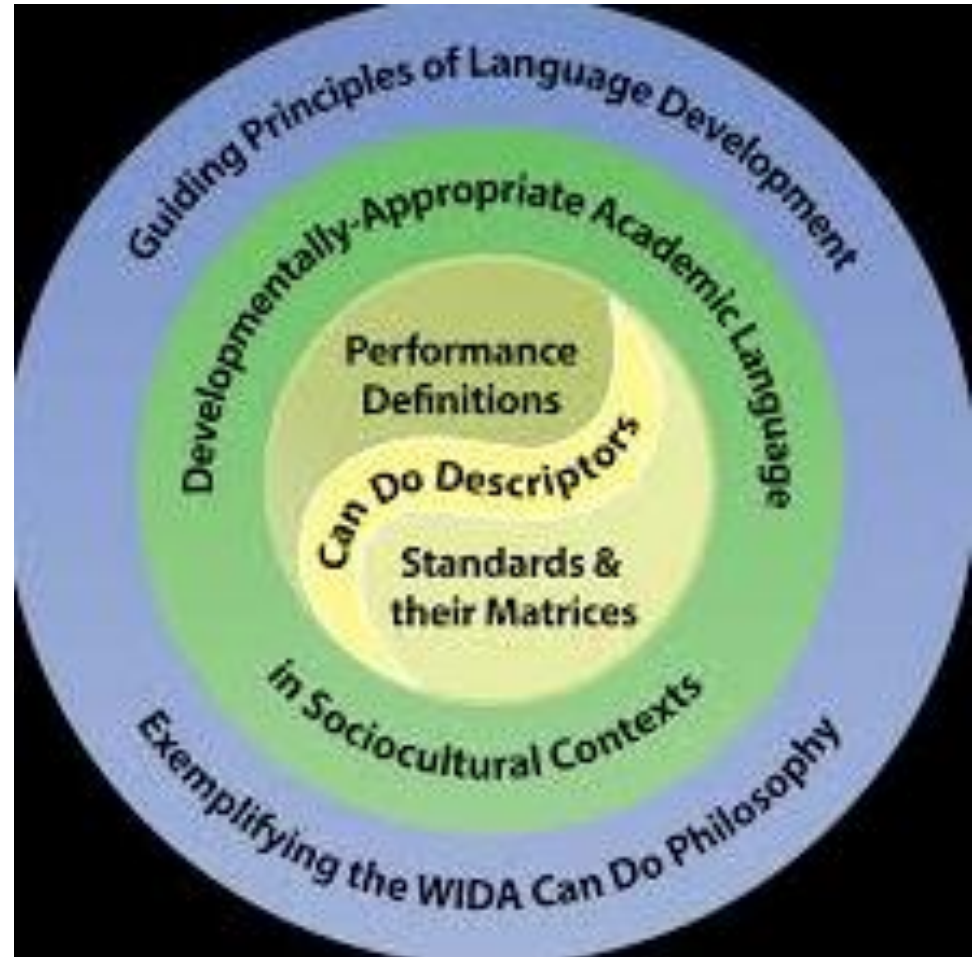 Guiding Principles of Language Development
Developmentally-Appropriate Academic Language
Performance
Definitions
Can Do Descriptors
Standards &
their Matrices
in Sociocultural Contexts
Exemplifying the WIDA Can Do Philosophy